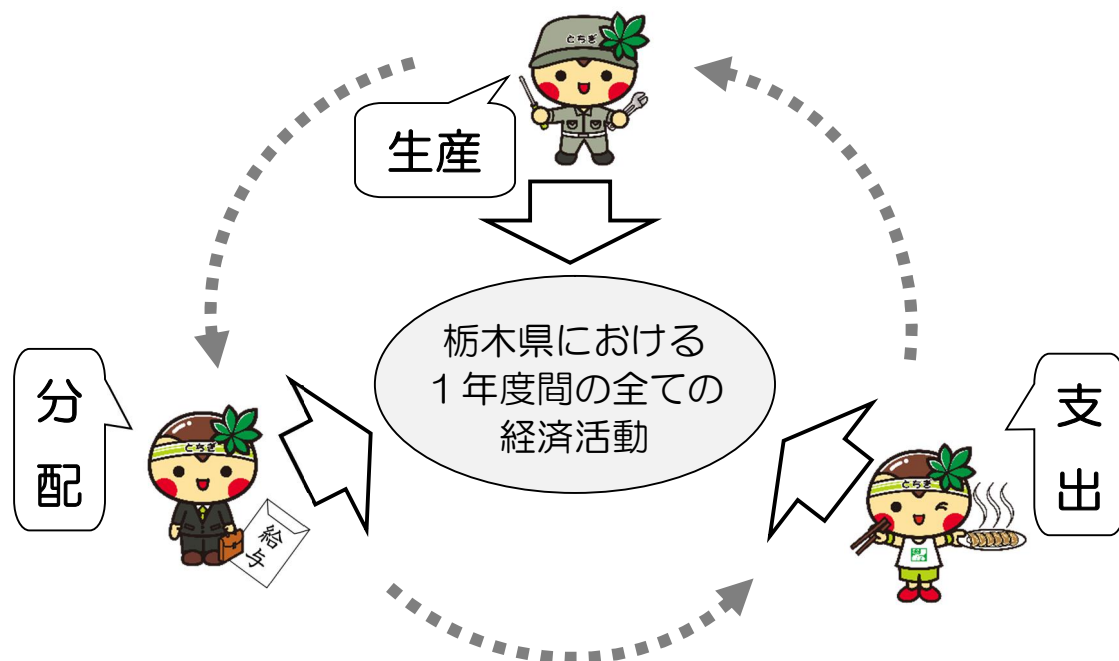 とちぎ
生産
栃木県における
１年度間の全ての
経済活動
分配
とちぎ
給与
支出
とちぎ